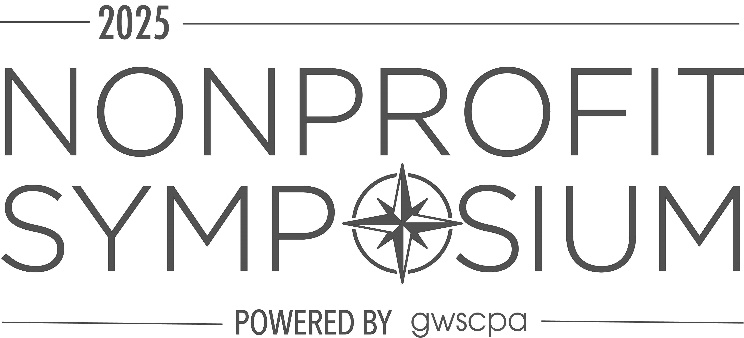 2025
NONPROFIT
SYMPOSIUM
POWERED BY gwscpa